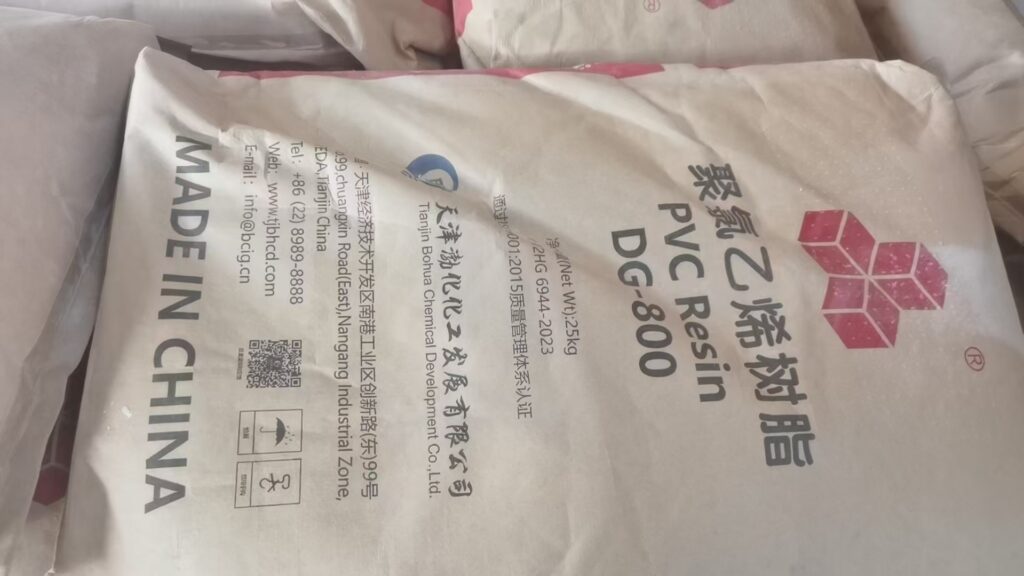 ®
聚氯乙烯树脂
PVC Resin
DG-800
(Net Wt):25kg
/2HG 6944-2023
001:2015质量管理体系认证
天津渤化化工发展有限公司
Tianjin Bohua Chemical Development Co.,Ltd.
天津经济技术开发区南港工业区创新路(东)99号
99,chuangxin Road(East),Nangang Industrial Zone,
EDA,Tianjin China
Tel: +86 (22) 8989-8888
Web: www.tjbhcd.com
E-mail: info@bcig.cn
MADE IN CHINA